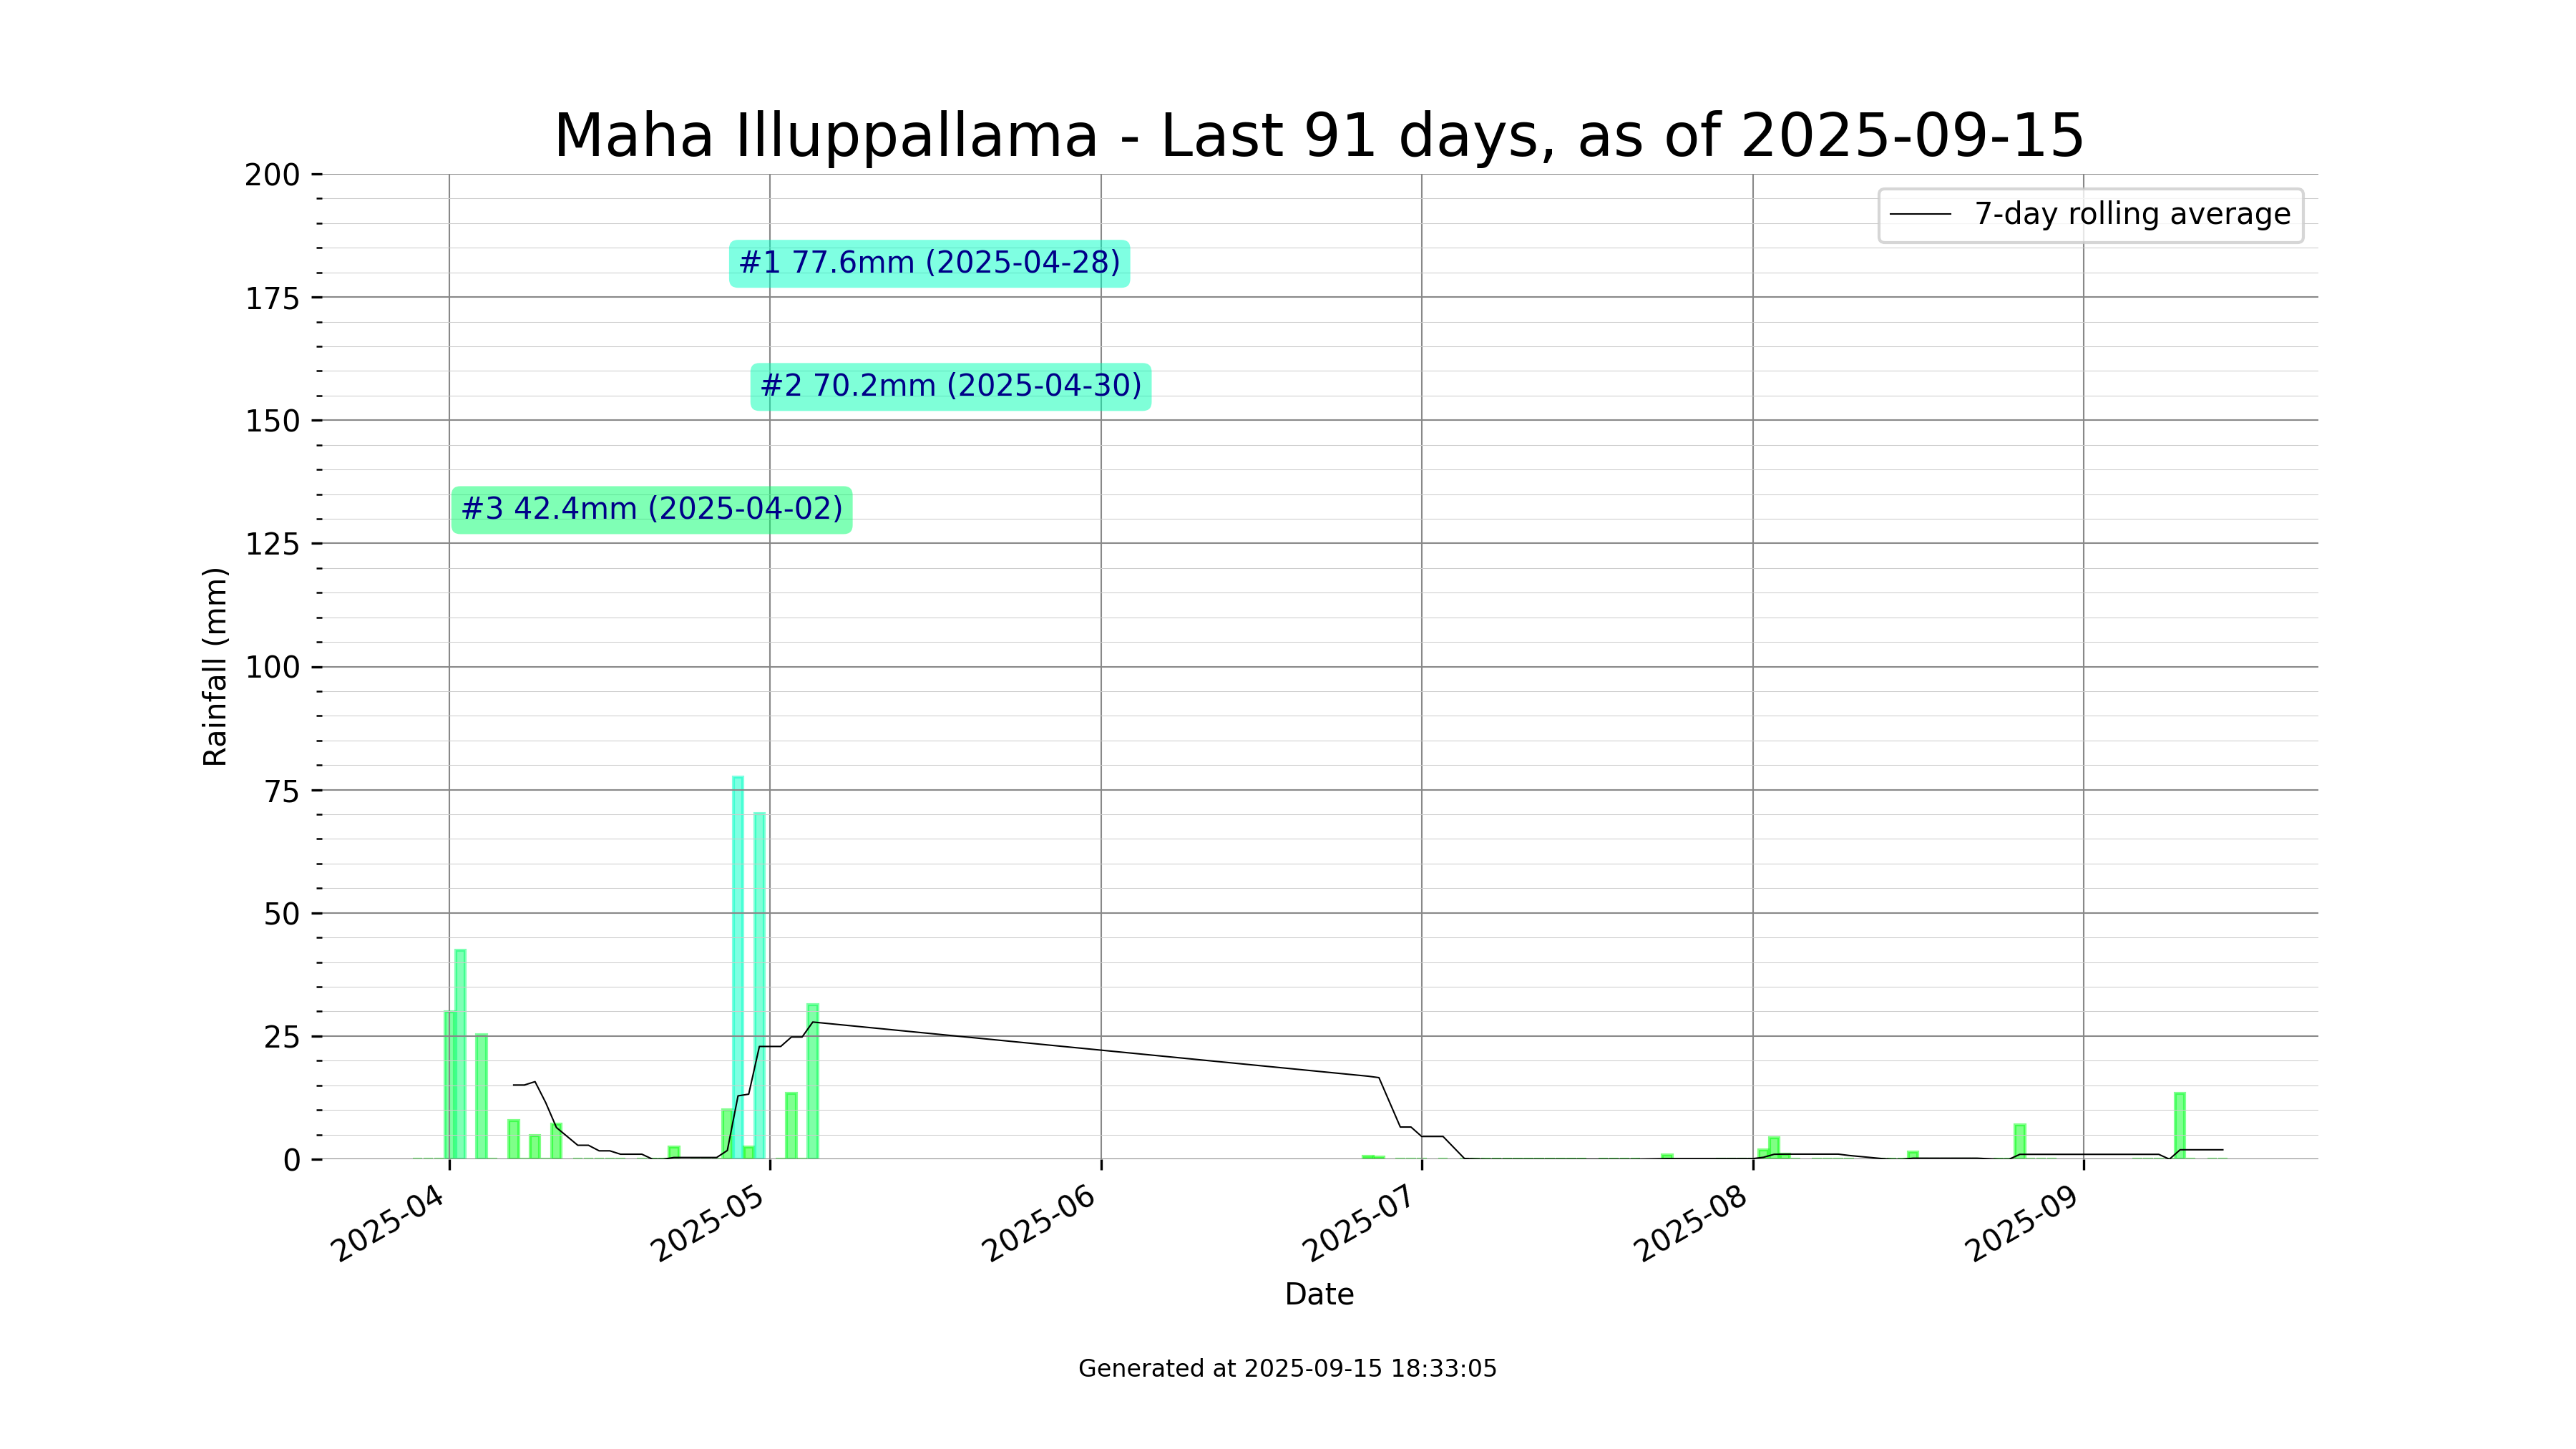 Maha Illuppallama - Last 91 days, as of 2025-09-15
7-day rolling average
#1 77.6mm (2025-04-28)
#2 70.2mm (2025-04-30)
#3 42.4mm (2025-04-02)
Rainfall (mm)
200
175
150
125
100
75
50
25
0
2025-04
2025-05
2025-06
2025-07
2025-08
2025-09
Date
Generated at 2025-09-15 18:33:05